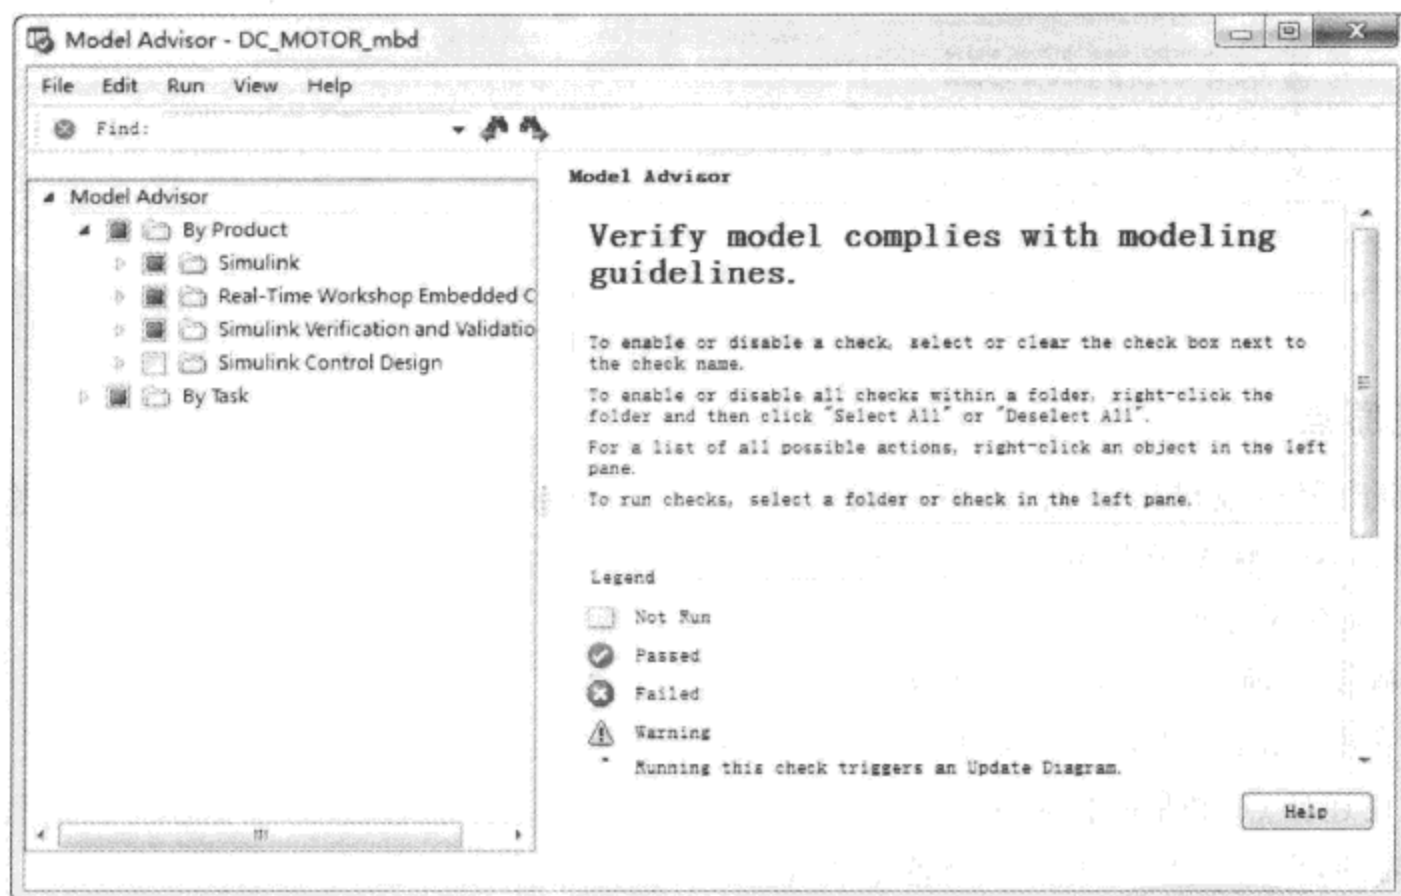 Model Advisor - DC_MOTOR_mbd
File Edit Run View Help
Find:
Model Advisor
By Product
Simulink
Real-Time Workshop Embedded C
Simulink Verification and Validatio
Simulink Control Design
By Task
Model Advisor
Verify model complies with modeling
guidelines.
To enable or disable a check, select or clear the check box next to
the check name.
To enable or disable all checks within a folder, right-click the
folder and then click "Select All" or "Deselect All".
For a list of all possible actions, right-click an object in the left
pane.
To run checks, select a folder or check in the left pane.
Legend
Not Run
Passed
Failed
Warning
Running this check triggers an Update Diagram.
Help